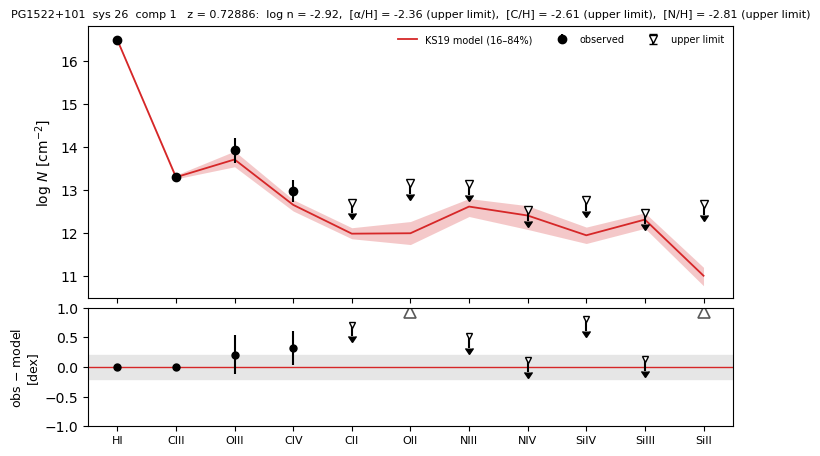 PG1522+101 sys 26 comp 1 z = 0.72886: log n = -2.92, [α/H] = -2.36 (upper limit), [C/H] = -2.61 (upper limit), [N/H] = -2.81 (upper limit)
KS19 model (16–84%)
observed
upper limit
log N [cm⁻²]
16
15
14
13
12
11
obs − model
[dex]
1.0
0.5
0.0
−0.5
−1.0
HI CIII OIII CIV CII OII NIII NIV SiIV SiIII SiII